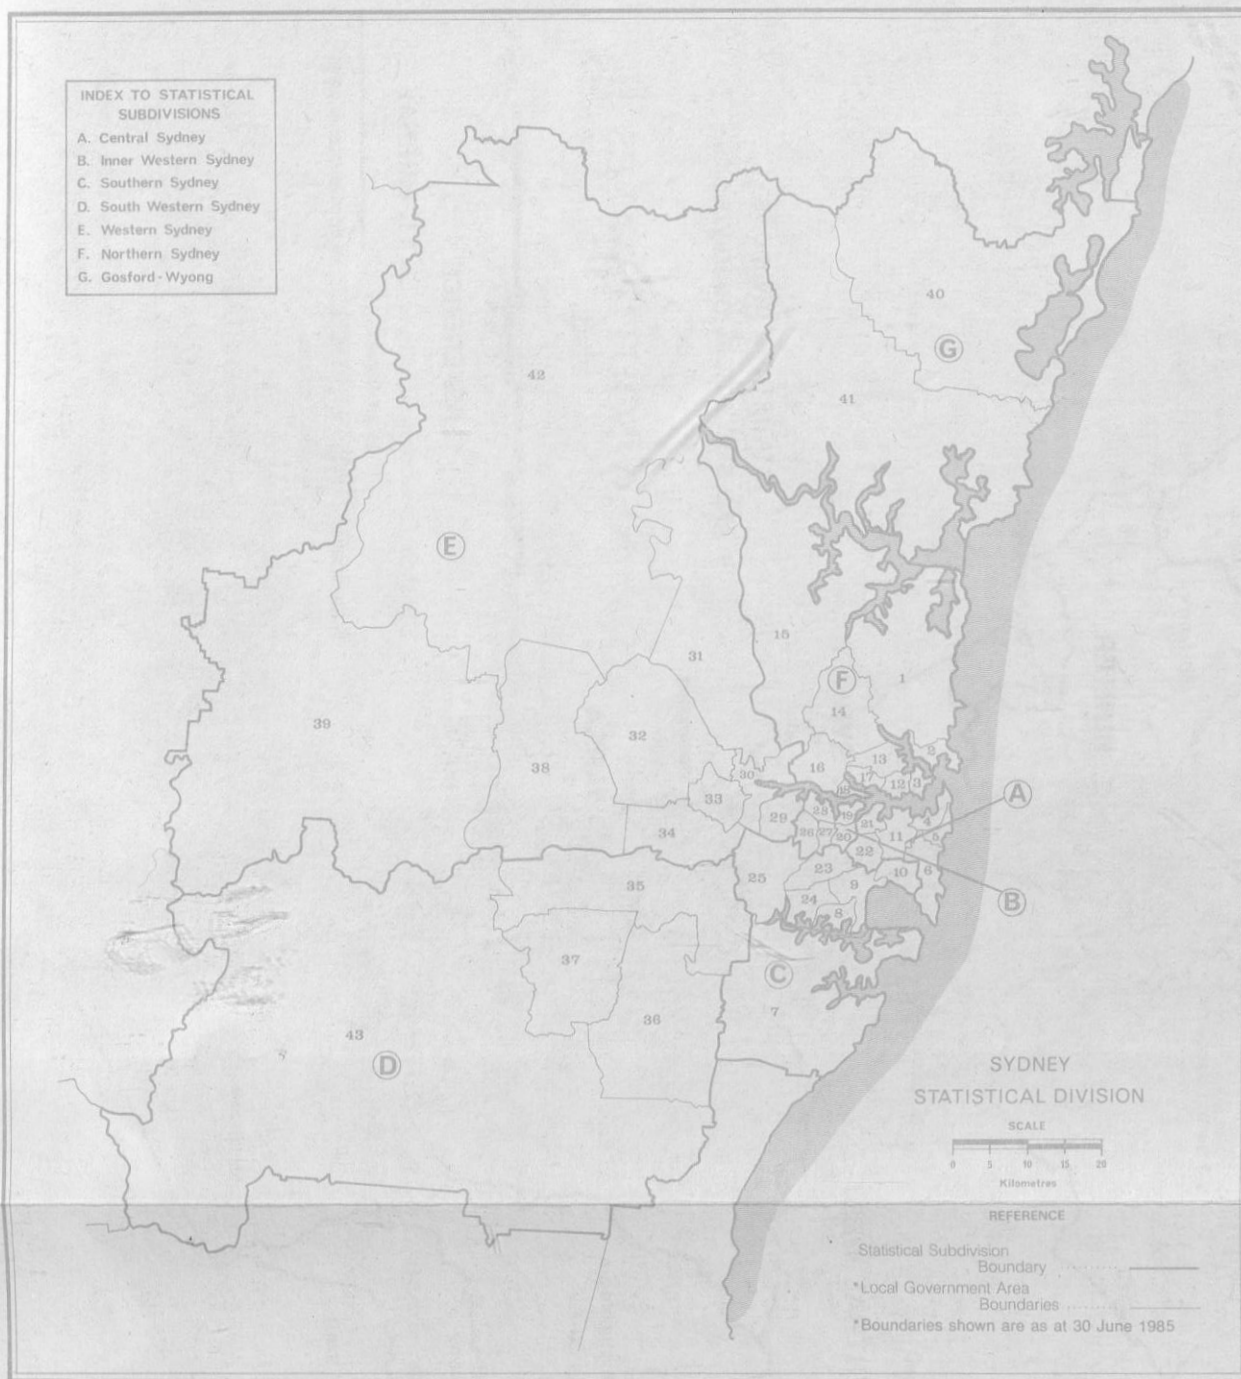 INDEX TO STATISTICAL
SUBDIVISIONS
A. Central Sydney
B. Inner Western Sydney
C. Southern Sydney
D. South Western Sydney
E. Western Sydney
F. Northern Sydney
G. Gosford-Wyong
40
G
42
41
E
15
31
F
1
14
39
32
2
13
38
16
17
12
3
30
18
A
33
28
19
4
29
21
34
26
27
20
11
5
22
25
23
10
6
35
9
B
24
8
37
C
7
36
43
D
SYDNEY
STATISTICAL DIVISION
SCALE
0 5 10 15 20
Kilometres
REFERENCE
Statistical Subdivision
Boundary
*Local Government Area
Boundaries
*Boundaries shown are as at 30 June 1985